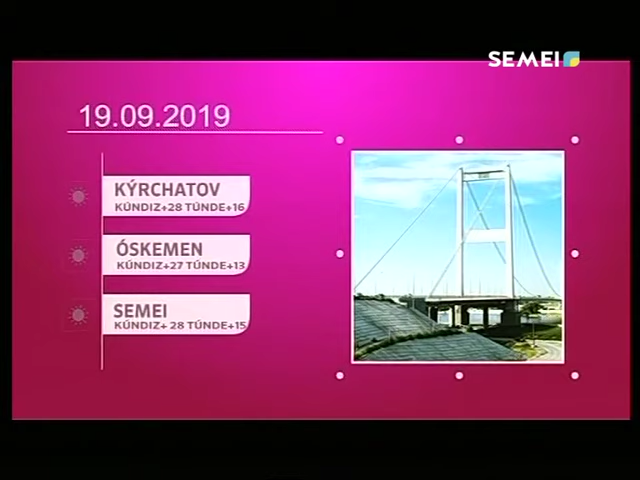 SEMEI
19.09.2019
KÝRCHATOV
KÚNDIZ+28 TÚNDE+16
ÓSKEMEN
KÚNDIZ+27 TÚNDE+13
SEMEI
KÚNDIZ+ 28 TÚNDE+15